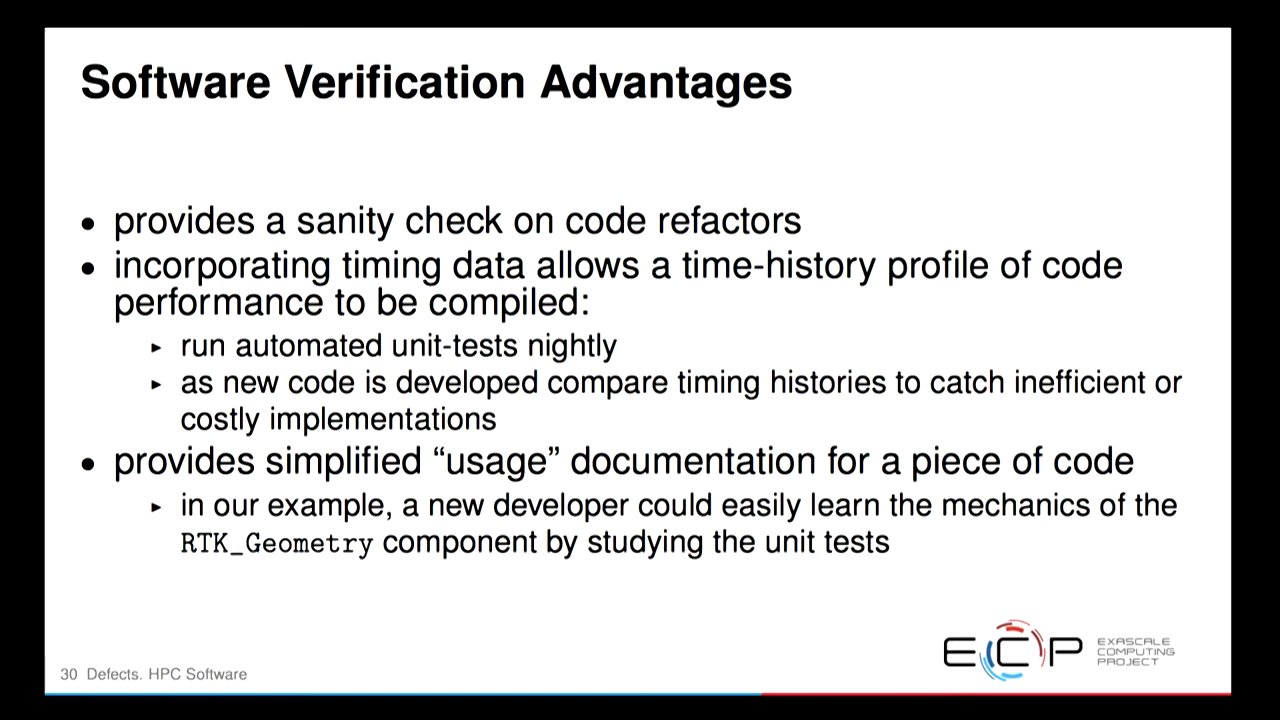 Software Verification Advantages
• provides a sanity check on code refactors
• incorporating timing data allows a time-history profile of code
performance to be compiled:
▸ run automated unit-tests nightly
▸ as new code is developed compare timing histories to catch inefficient or
costly implementations
• provides simplified “usage” documentation for a piece of code
▸ in our example, a new developer could easily learn the mechanics of the
RTK_Geometry component by studying the unit tests
ECP
EXASCALE
COMPUTING
PROJECT
30 Defects. HPC Software